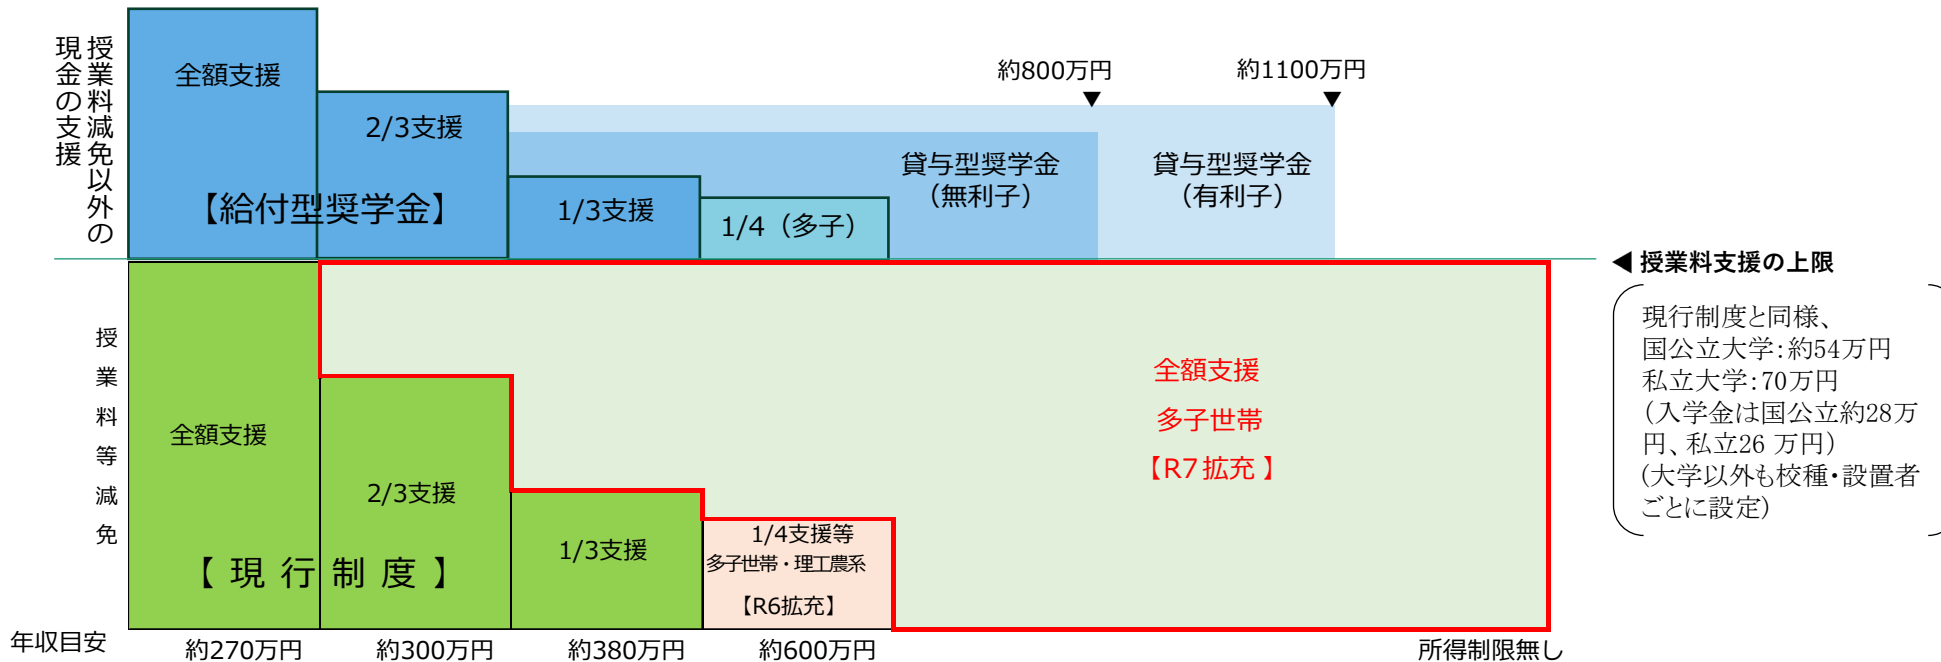 授業料減免以外の
現金の支援
全額支援
2/3支援
【給付型奨学金】
1/3支援
1/4（多子）
約800万円
▼
約1100万円
▼
貸与型奨学金
（無利子）
貸与型奨学金
（有利子）
◀ 授業料支援の上限
現行制度と同様、
国公立大学：約54万円
私立大学：70万円
（入学金は国公立約28万
円、私立26 万円）
（大学以外も校種・設置者
ごとに設定）
授業料等減免
全額支援
2/3支援
【 現 行 制 度 】
1/3支援
1/4支援等
多子世帯・理工農系
【R6拡充】
全額支援
多子世帯
【R7拡充 】
年収目安
約270万円
約300万円
約380万円
約600万円
所得制限無し